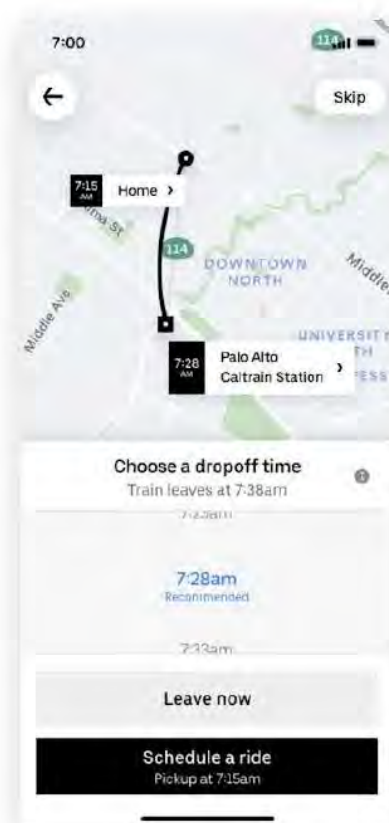 7:00
114
Skip
7:15
AM
Home
114
DOWNTOWN
NORTH
Middle Ave
7:28
AM
Palo Alto
Caltrain Station
Choose a dropoff time
Train leaves at 7:38am
7:28am
Recommended
7:33am
Leave now
Schedule a ride
Pickup at 7:15am